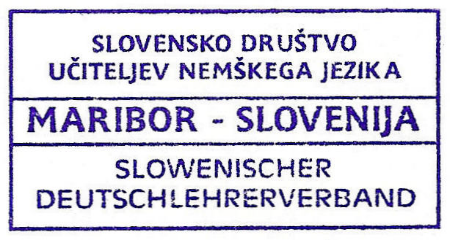 SLOVENSKO DRUŠTVO
UČITELJEV NEMŠKEGA JEZIKA
MARIBOR - SLOVENIJA
SLOWENISCHER
DEUTSCHLEHRERVERBAND